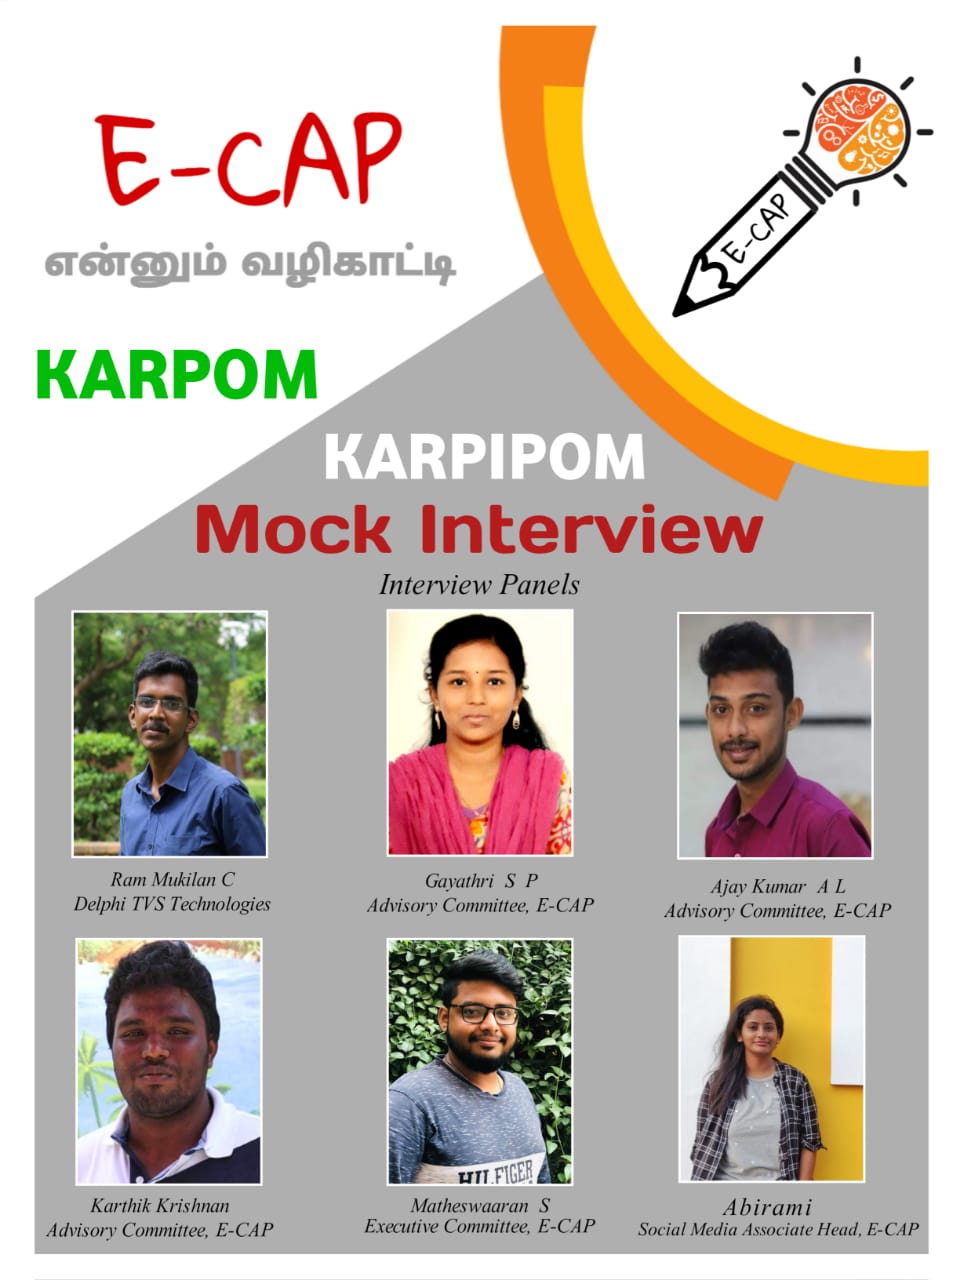 E-CAP
என்னும் வழிகாட்டி
E-CAP
KARPOM
KARPIPOM
Mock Interview
Interview Panels
Ram Mukilan C
Delphi TVS Technologies
Gayathri S P
Advisory Committee, E-CAP
Ajay Kumar A L
Advisory Committee, E-CAP
HILFIGER
Karthik Krishnan
Advisory Committee, E-CAP
Matheswaaran S
Executive Committee, E-CAP
Abirami
Social Media Associate Head, E-CAP